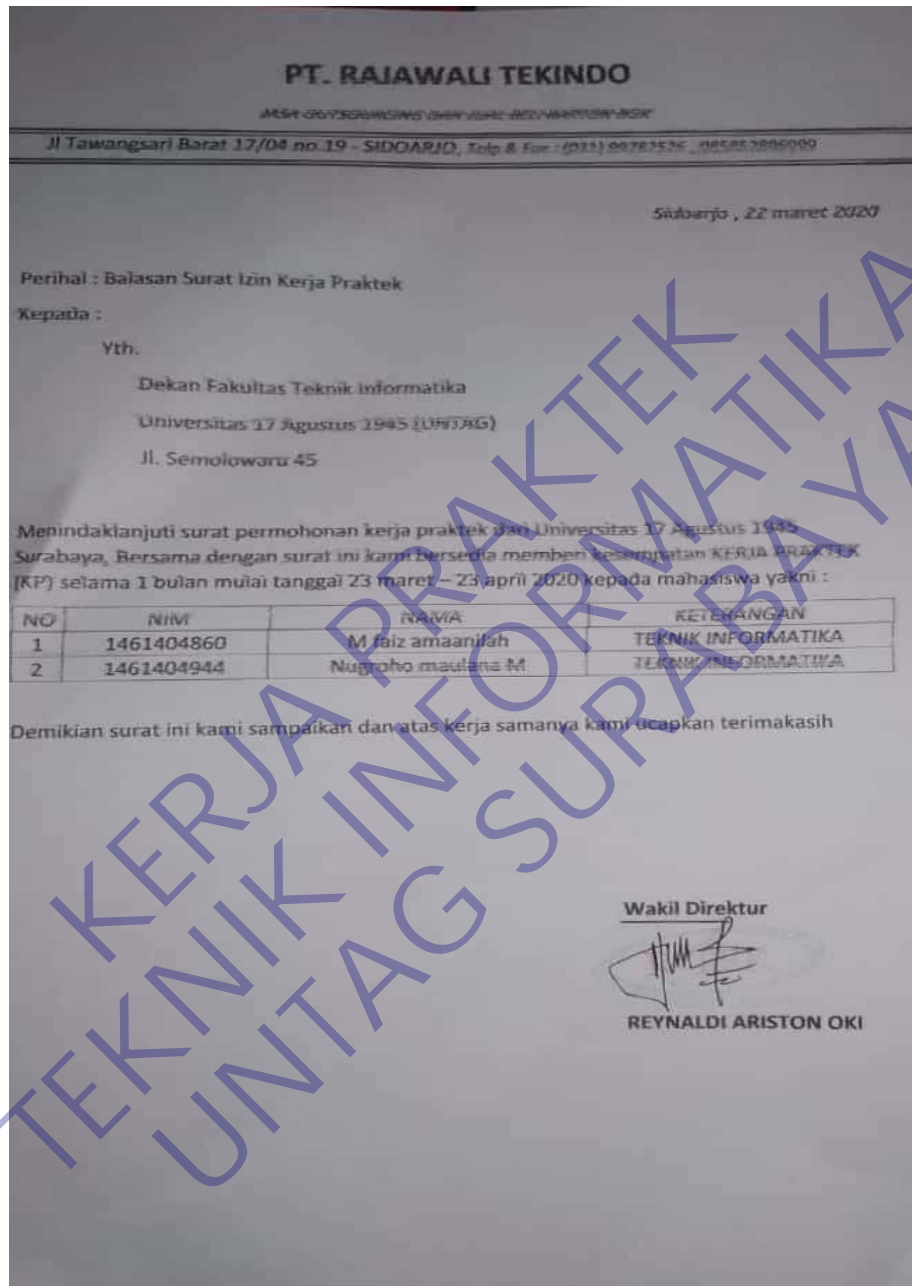 PT. RAJAWALI TEKINDO
Jl Tawangsari Barat 17/04 no.19 - SIDOARJO, Telp & Fax : (031)
Sidoarjo , 22 maret 2020
Perihal : Balasan Surat Izin Kerja Praktek
Kepada :
Yth.
Dekan Fakultas Teknik informatika
Universitas 17 Agustus 1945 (UNTAG)
Jl. Semolowaru 45
Menindaklanjuti surat permohonan kerja praktek dari Universitas 17 Agustus 1945
Surabaya, Bersama dengan surat ini kami bersedia memberi kesempatan KERJA PRAKTEK
(KP) selama 1 bulan mulai tanggal 23 maret – 23 april 2020 kepada mahasiswa yakni :
NO NIM NAMA KETERANGAN
1 1461404860 M faiz amaanilah TEKNIK INFORMATIKA
2 1461404944 Nugroho maulana M TEKNIK INFORMATIKA
Demikian surat ini kami sampaikan dan atas kerja samanya kami ucapkan terimakasih
Wakil Direktur
REYNALDI ARISTON OKI
KERJA PRAKTEK
TEKNIK INFORMATIKA
UNTAG SURABAYA